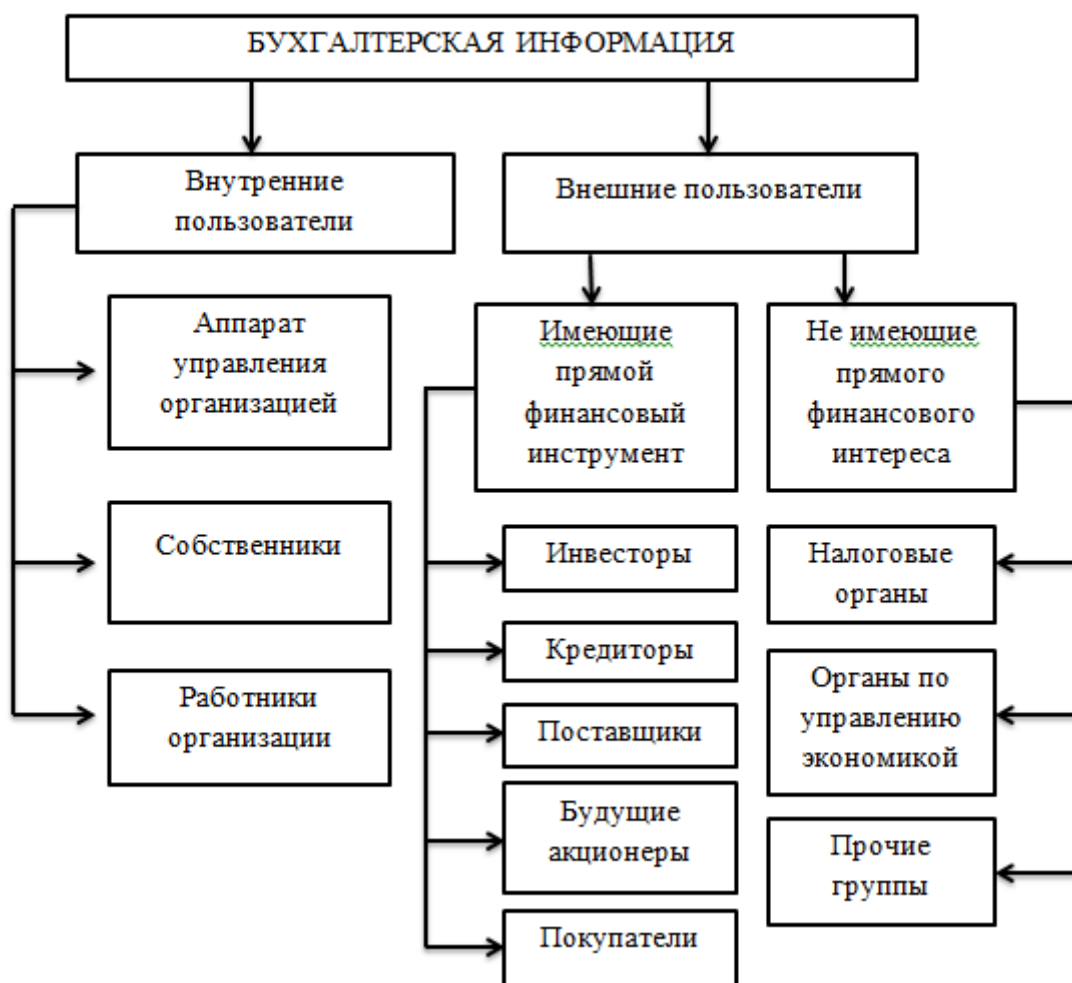 БУХГАЛТЕРСКАЯ ИНФОРМАЦИЯ
Внутренние
пользователи
Внешние пользователи
Аппарат
управления
организацией
Собственники
Работники
организации
Имеющие
прямой
финансовый
инструмент
Инвесторы
Кредиторы
Поставщики
Будущие
акционеры
Покупатели
Не имеющие
прямого
финансового
интереса
Налоговые
органы
Органы по
управлению
экономикой
Прочие
группы